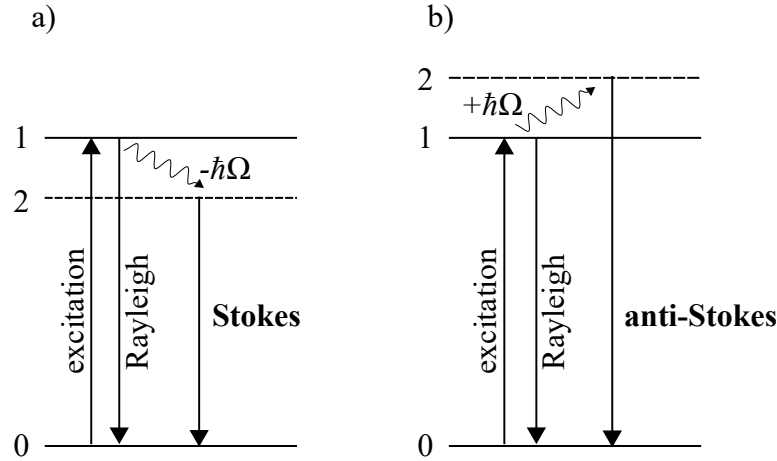 a)
1
-ħΩ
2
excitation
Rayleigh
Stokes
0
b)
2
+ħΩ
1
excitation
Rayleigh
anti-Stokes
0